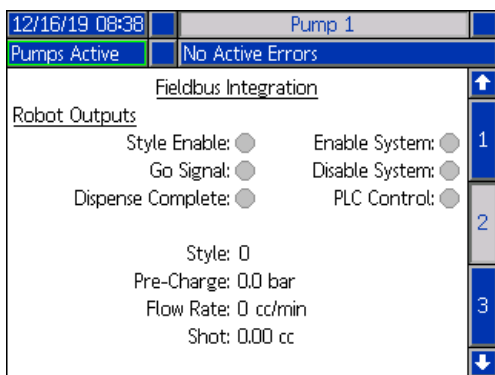 12/16/19 08:38 Pump 1
Pumps Active No Active Errors
Fieldbus Integration
Robot Outputs
Style Enable: Enable System:
Go Signal: Disable System:
Dispense Complete: PLC Control:
Style: 0
Pre-Charge: 0.0 bar
Flow Rate: 0 cc/min
Shot: 0.00 cc
1
2
3